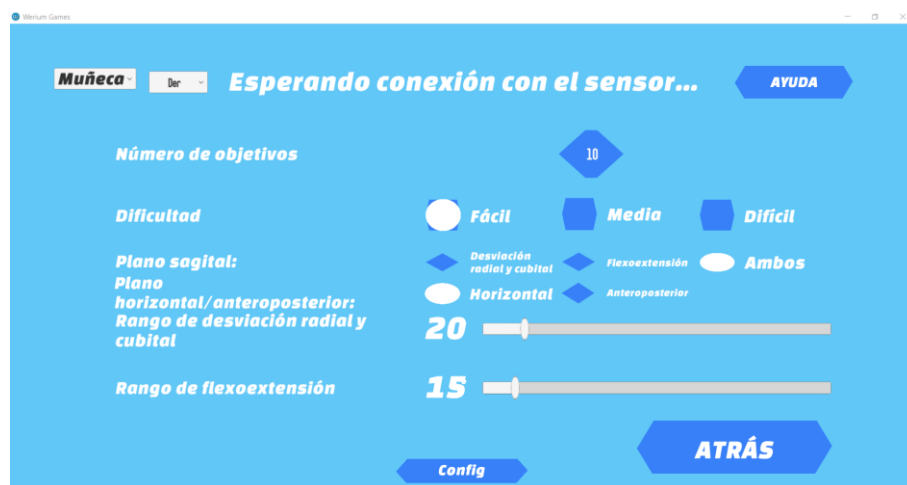 Werium Games
Muñeca
Der
Esperando conexión con el sensor...
AYUDA
Número de objetivos
10
Dificultad
Fácil
Media
Difícil
Plano sagital:
Desviación
radial y cubital
Flexoextensión
Ambos
Plano
horizontal/anteroposterior:
Horizontal
Anteroposterior
Rango de desviación radial y
cubital
20
Rango de flexoextensión
15
ATRÁS
Config